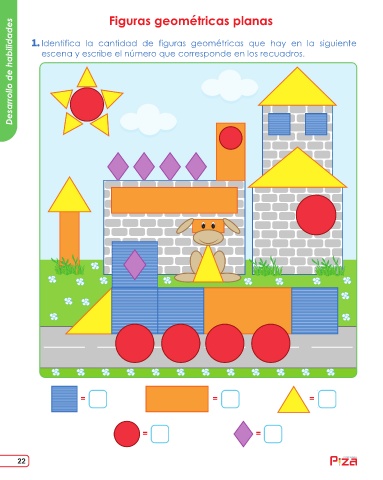 Desarrollo de habilidades
Figuras geométricas planas
1. Identifica la cantidad de figuras geométricas que hay en la siguiente
escena y escribe el número que corresponde en los recuadros.
= = =
= =
22
Piza